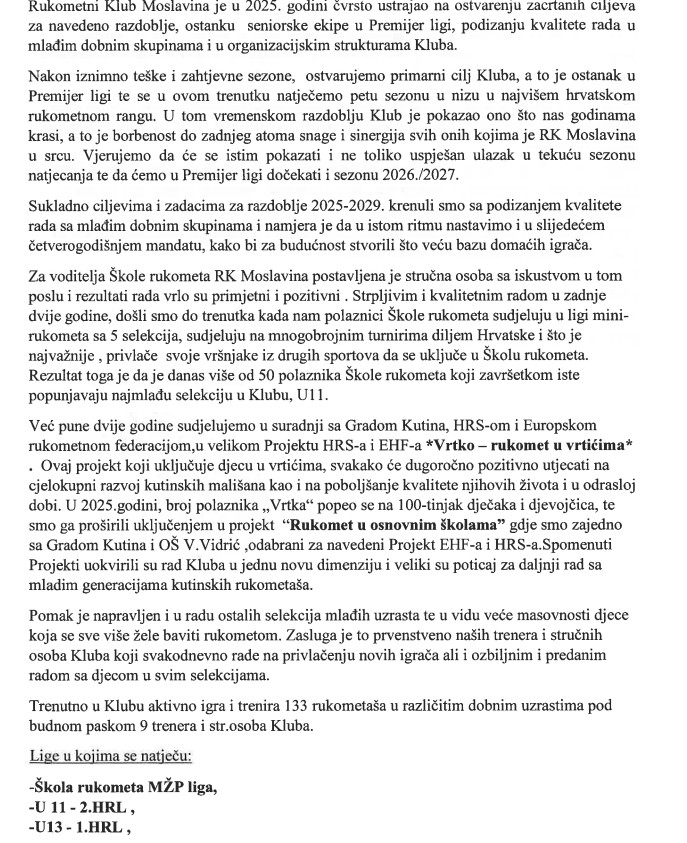 Rukometni Klub Moslavina je u 2025. godini čvrsto ustrajao na ostvarenju zacrtanih ciljeva
za navedeno razdoblje, ostanku seniorske ekipe u Premijer ligi, podizanju kvalitete rada u
mlađim dobnim skupinama i u organizacijskim strukturama Kluba.
Nakon iznimno teške i zahtjevne sezone, ostvarujemo primarni cilj Kluba, a to je ostanak u
Premijer ligi te se u ovom trenutku natječemo petu sezonu u nizu u najvišem hrvatskom
rukometnom rangu. U tom vremenskom razdoblju Klub je pokazao ono što nas godinama
krasi, a to je borbenost do zadnjeg atoma snage i sinergija svih onih kojima je RK Moslavina
u srcu. Vjerujemo da će se istim pokazati i ne toliko uspješan ulazak u tekuću sezonu
natjecanja te da ćemo u Premijer ligi dočekati i sezonu 2026./2027.
Sukladno ciljevima i zadacima za razdoblje 2025-2029. krenuli smo sa podizanjem kvalitete
rada sa mlađim dobnim skupinama i namjera je da u istom ritmu nastavimo i u slijedećem
četverogodišnjem mandatu, kako bi za budućnost stvorili što veću bazu domaćih igrača.
Za voditelja Škole rukometa RK Moslavina postavljena je stručna osoba sa iskustvom u tom
poslu i rezultati rada vrlo su primjetni i pozitivni . Strpljivim i kvalitetnim radom u zadnje
dvije godine, došli smo do trenutka kada nam polaznici Škole rukometa sudjeluju u ligi mini-
rukometa sa 5 selekcija, sudjeluju na mnogobrojnim turnirima diljem Hrvatske i što je
najvažnije , privlače svoje vršnjake iz drugih sportova da se uključe u Školu rukometa.
Rezultat toga je da je danas više od 50 polaznika Škole rukometa koji završetkom iste
popunjavaju najmlađu selekciju u Klubu, U11.
Već pune dvije godine sudjelujemo u suradnji sa Gradom Kutina, HRS-om i Europskom
rukometnom federacijom,u velikom Projektu HRS-a i EHF-a *Vrtko – rukomet u vrtićima*
. Ovaj projekt koji uključuje djecu u vrtićima, svakako će dugoročno pozitivno utjecati na
cjelokupni razvoj kutinskih mališana kao i na poboljšanje kvalitete njihovih života i u odrasloj
dobi. U 2025.godini, broj polaznika „Vrtka“ popeo se na 100-tinjak dječaka i djevojčica, te
smo ga proširili uključenjem u projekt “Rukomet u osnovnim školama” gdje smo zajedno
sa Gradom Kutina i OŠ V.Vidrić ,odabrani za navedeni Projekt EHF-a i HRS-a.Spomenuti
Projekti uokvirili su rad Kluba u jednu novu dimenziju i veliki su poticaj za daljnji rad sa
mladim generacijama kutinskih rukometaša.
Pomak je napravljen i u radu ostalih selekcija mlađih uzrasta te u vidu veće masovnosti djece
koja se sve više žele baviti rukometom. Zasluga je to prvenstveno naših trenera i stručnih
osoba Kluba koji svakodnevno rade na privlačenju novih igrača ali i ozbiljnim i predanim
radom sa djecom u svim selekcijama.
Trenutno u Klubu aktivno igra i trenira 133 rukometaša u različitim dobnim uzrastima pod
budnom paskom 9 trenera i str.osoba Kluba.
Lige u kojima se natječu:
-Škola rukometa MŽP liga,
-U 11 - 2.HRL ,
-U13 - 1.HRL ,